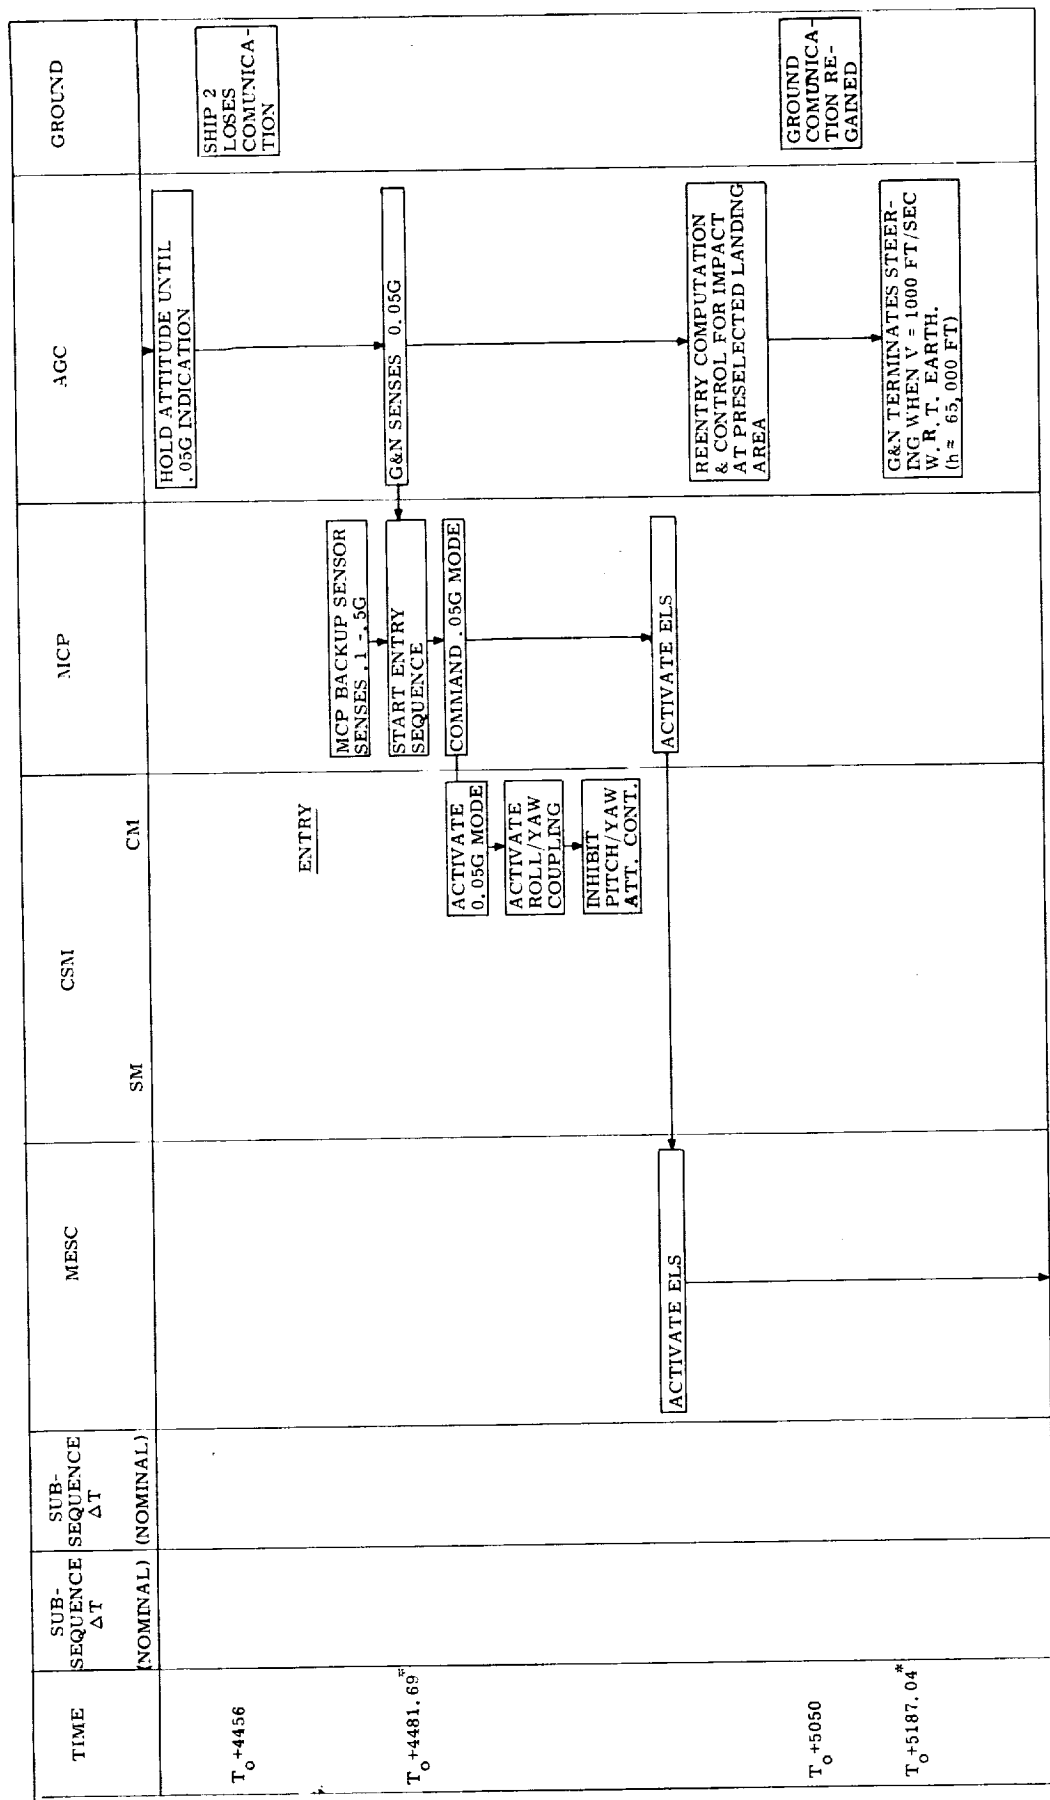 TIME
SUB-
SEQUENCE
ΔT
(NOMINAL)
SUB-
SEQUENCE
ΔT
(NOMINAL)
MESC
CSM
SM
CM
MCP
AGC
GROUND
HOLD ATTITUDE UNTIL
.05G INDICATION
T₀+4456
SHIP 2
LOSES
COMUNICA-
TION
ENTRY
MCP BACKUP SENSOR
SENSES .1 -.5G
T₀+4481.69*
START ENTRY
SEQUENCE
G&N SENSES 0.05G
ACTIVATE
0.05G MODE
COMMAND .05G MODE
ACTIVATE
ROLL/YAW
COUPLING
INHIBIT
PITCH/YAW
ATT. CONT.
ACTIVATE ELS
ACTIVATE ELS
REENTRY COMPUTATION
& CONTROL FOR IMPACT
AT PRESELECTED LANDING
AREA
T₀+5050
GROUND
COMUNICA-
TION RE-
GAINED
T₀+5187.04*
G&N TERMINATES STEER-
ING WHEN V = 1000 FT/SEC
W.R.T. EARTH.
(h≈ 65,000 FT)